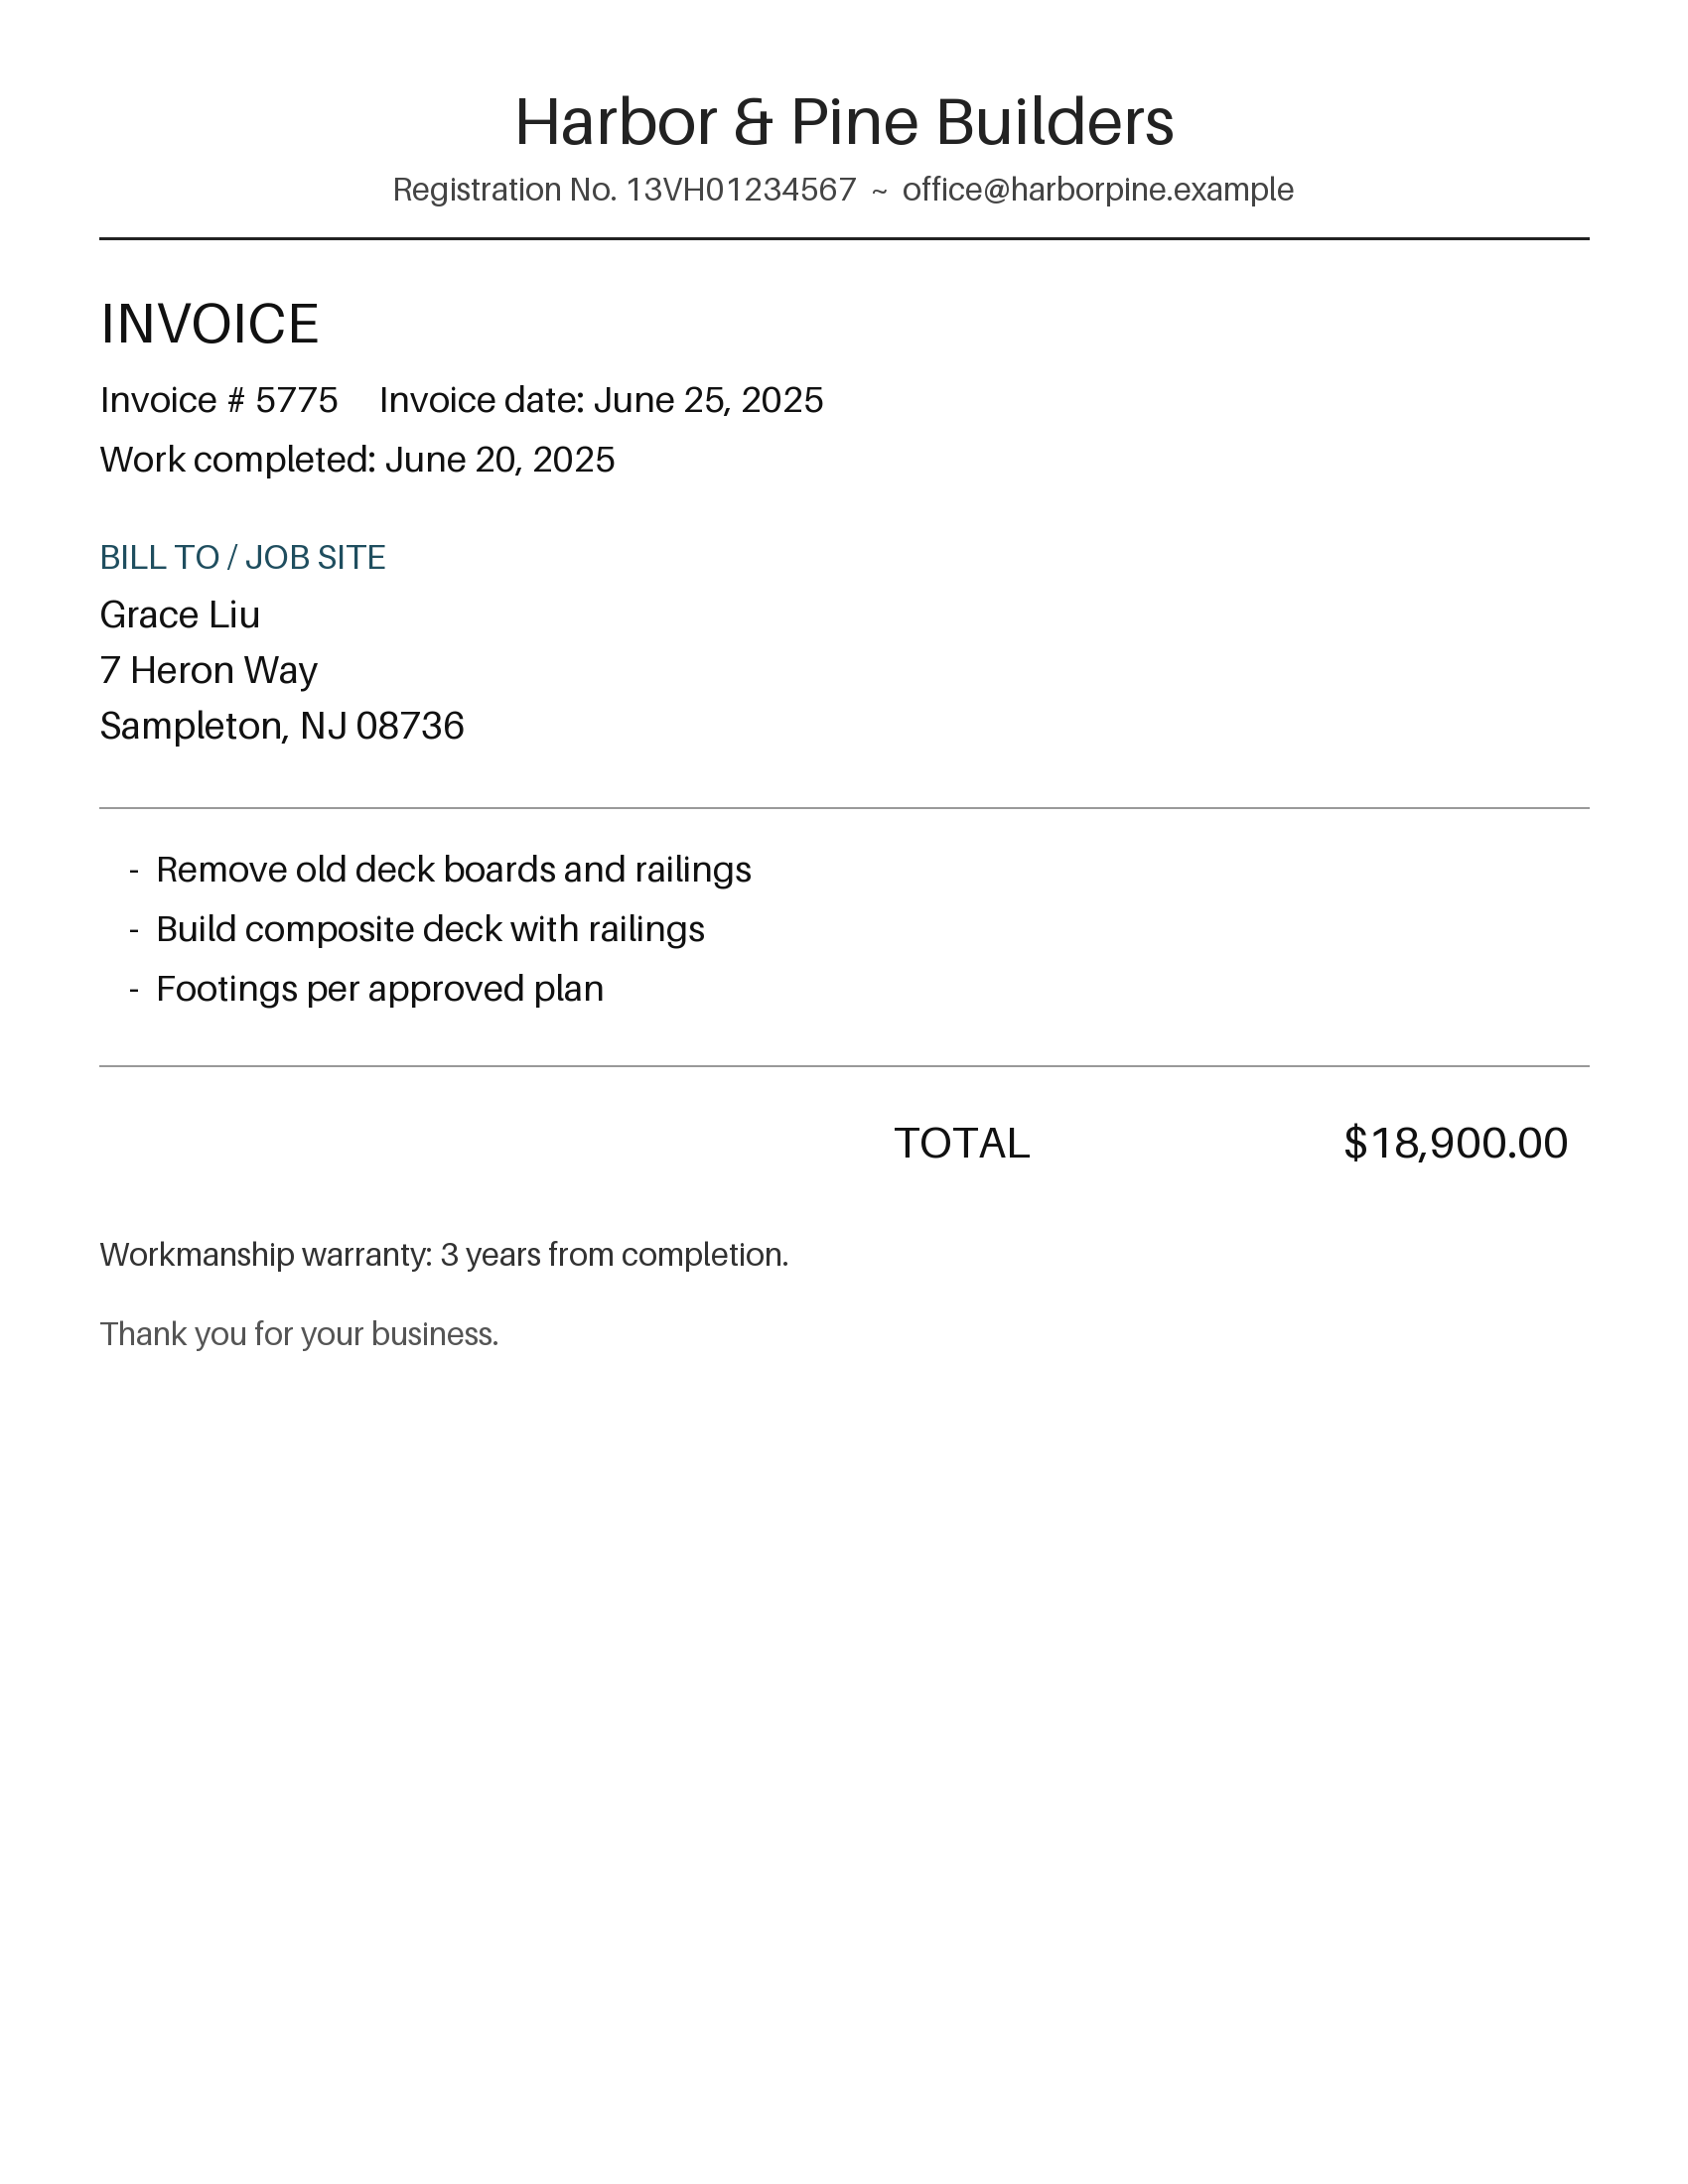 Harbor & Pine Builders
Registration No. 13VH01234567 ~ office@harborpine.example
INVOICE
Invoice # 5775 Invoice date: June 25, 2025
Work completed: June 20, 2025
BILL TO / JOB SITE
Grace Liu
7 Heron Way
Sampleton, NJ 08736
- Remove old deck boards and railings
- Build composite deck with railings
- Footings per approved plan
TOTAL $18,900.00
Workmanship warranty: 3 years from completion.
Thank you for your business.